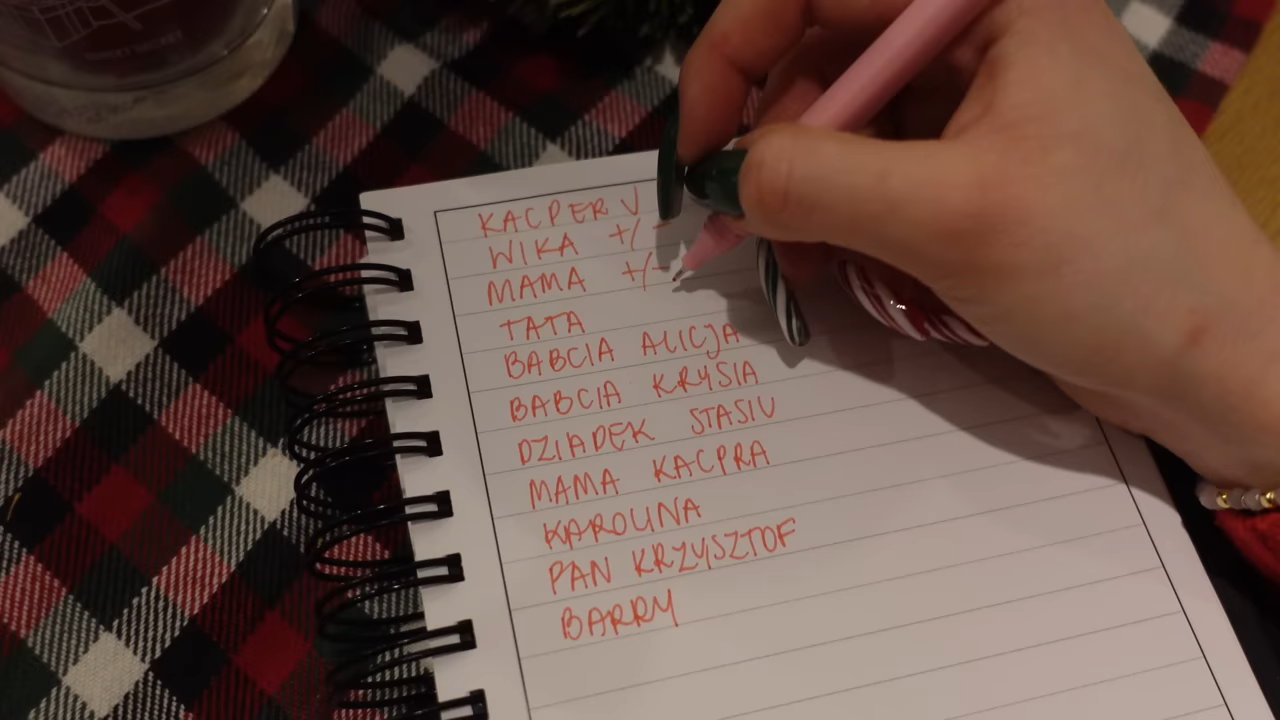 KACPER V
WIKA +/-
MAMA +/-
TATA
BABCIA ALICJA
BABCIA KRYSIA
DZIADEK STASIU
MAMA KACPRA
KAROLINA
PAN KRZYSZTOF
BARRY